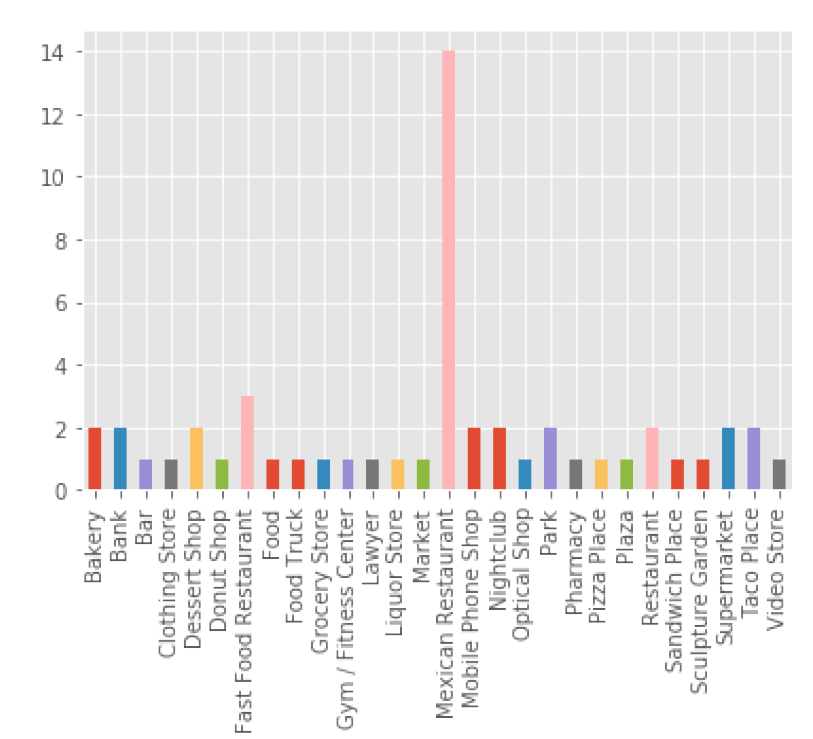 14
12
10
8
6
4
2
0
Bakery
Bank
Bar
Clothing Store
Dessert Shop
Donut Shop
Fast Food Restaurant
Food
Food Truck
Grocery Store
Gym / Fitness Center
Lawyer
Liquor Store
Market
Mexican Restaurant
Mobile Phone Shop
Nightclub
Optical Shop
Park
Pharmacy
Pizza Place
Plaza
Restaurant
Sandwich Place
Sculpture Garden
Supermarket
Taco Place
Video Store